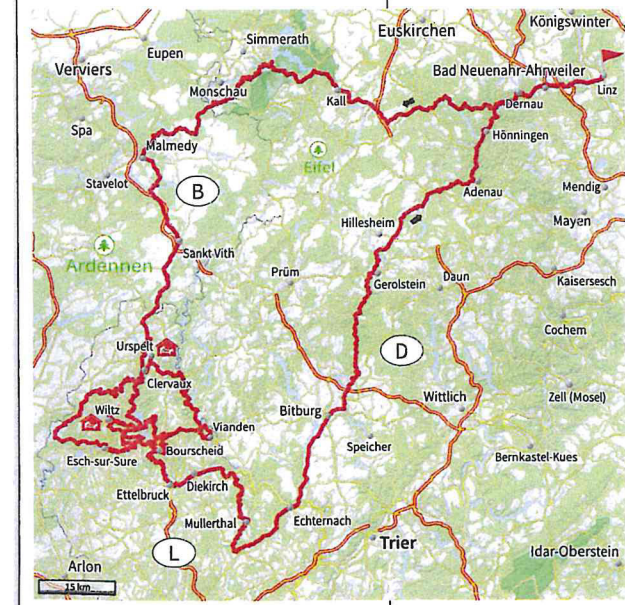 Königswinter
Euskirchen
Simmerath
Eupen
Verviers
Bad Neuenahr-Ahrweiler
Monschau
Kall
Linz
Dernau
Spa
Hönningen
Malmedy
Eifel
Stavelot
B
Adenau
Mendig
Mayen
Hillesheim
Sankt Vith
Ardennen
Prüm
Gerolstein
Daun
Kaisersesch
Cochem
Urspelt
D
Clervaux
Wiltz
Bitburg
Wittlich
Zell (Mosel)
Vianden
Bourscheid
Speicher
Esch-sur-Sure
Bernkastel-Kues
Diekirch
Ettelbruck
Mullerthal
Echternach
Trier
L
Idar-Oberstein
Arlon
15 km